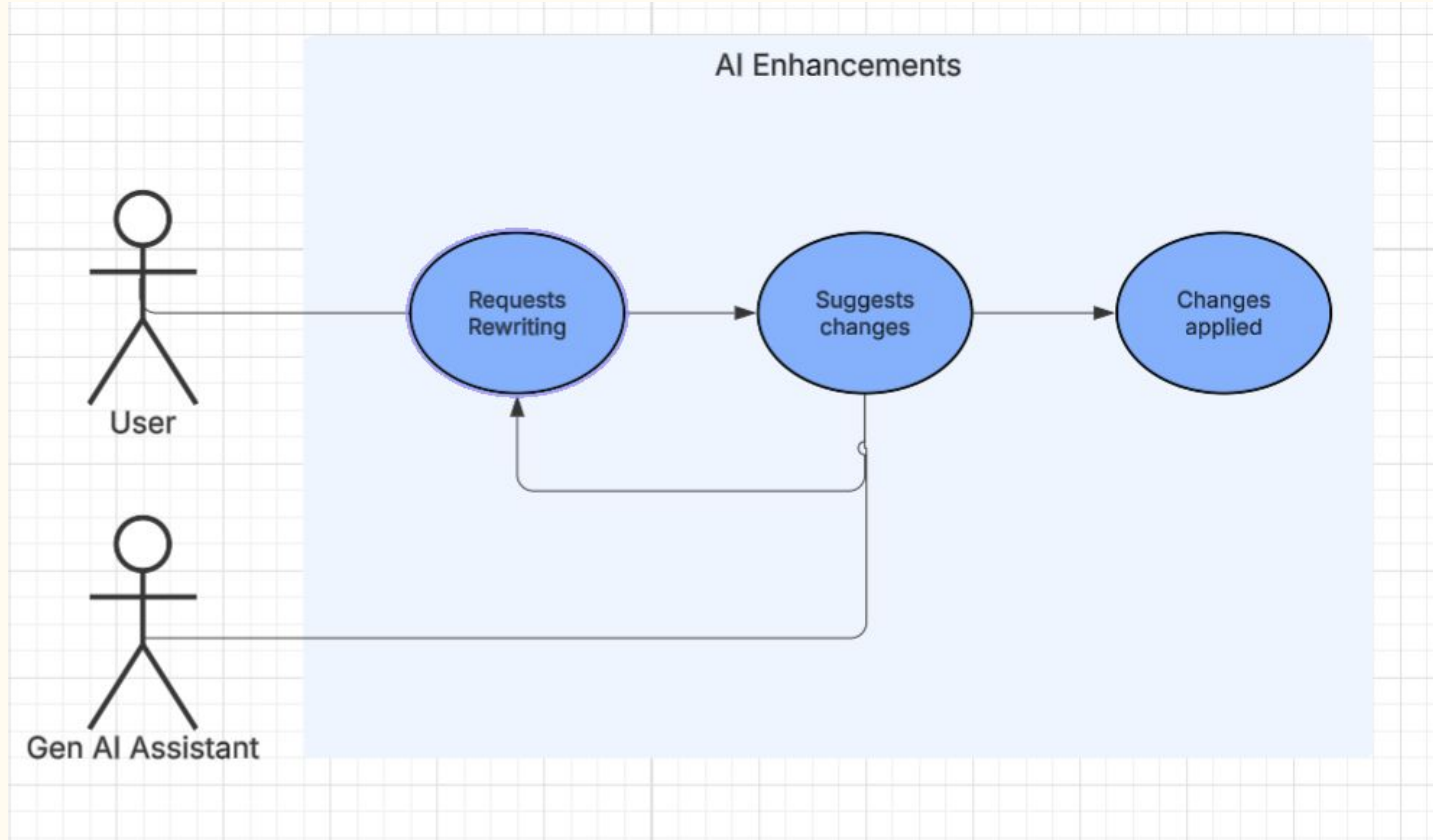 AI Enhancements
Requests
Rewriting
Suggests
changes
Changes
applied
User
Gen AI Assistant